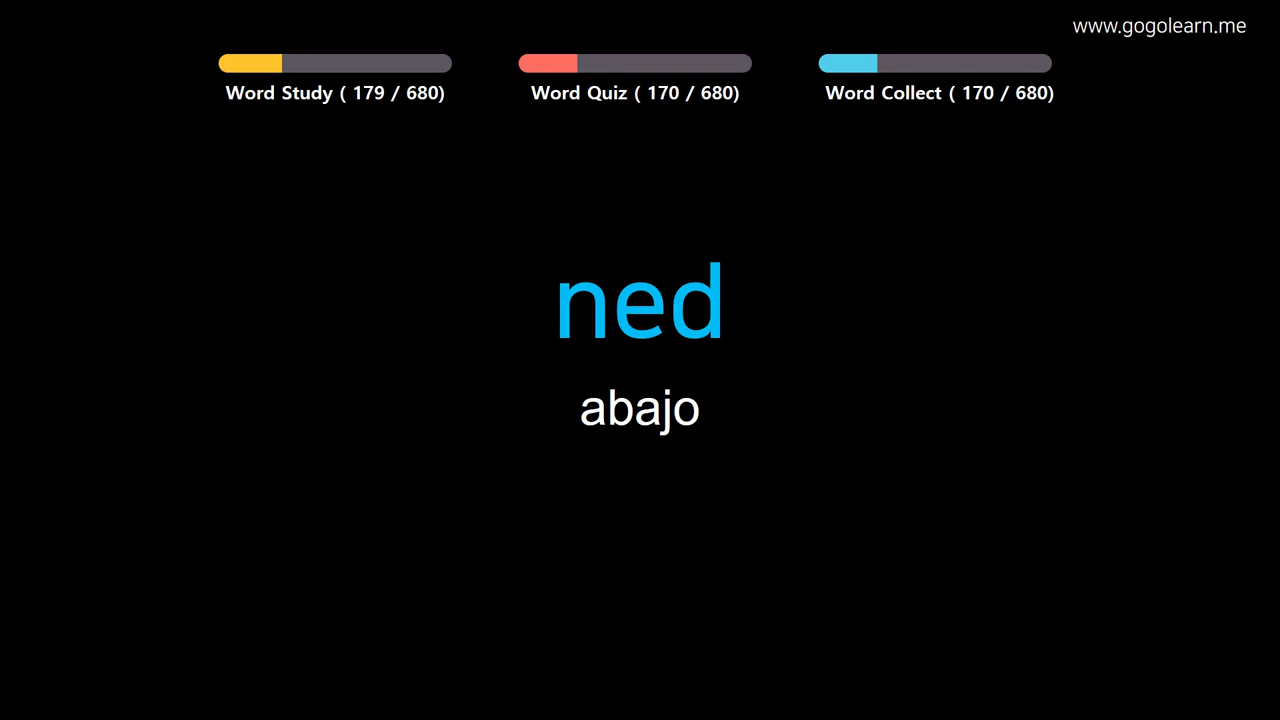 www.gogolearn.me
Word Study ( 179 / 680)
Word Quiz ( 170 / 680)
Word Collect ( 170 / 680)
ned
abajo